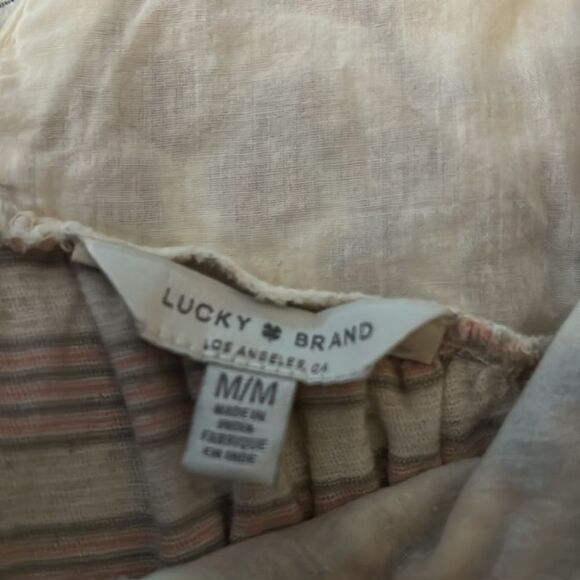 LUCKY BRAND
LOS ANGELES, CA
M/M
MADE IN
INDIA
FABRIQUE
EN INDE